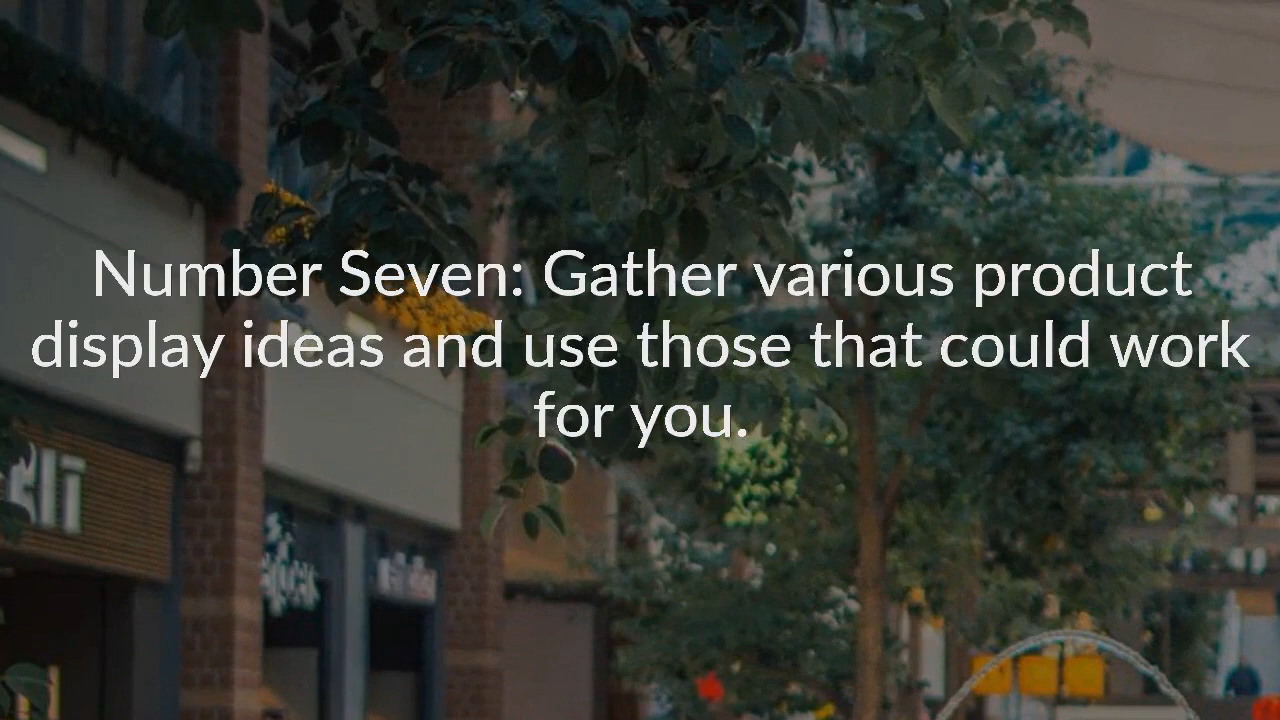 Number Seven: Gather various product
display ideas and use those that could work
for you.